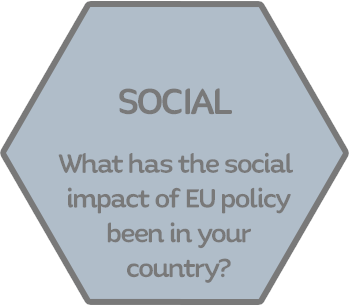 SOCIAL
What has the social
impact of EU policy
been in your
country?